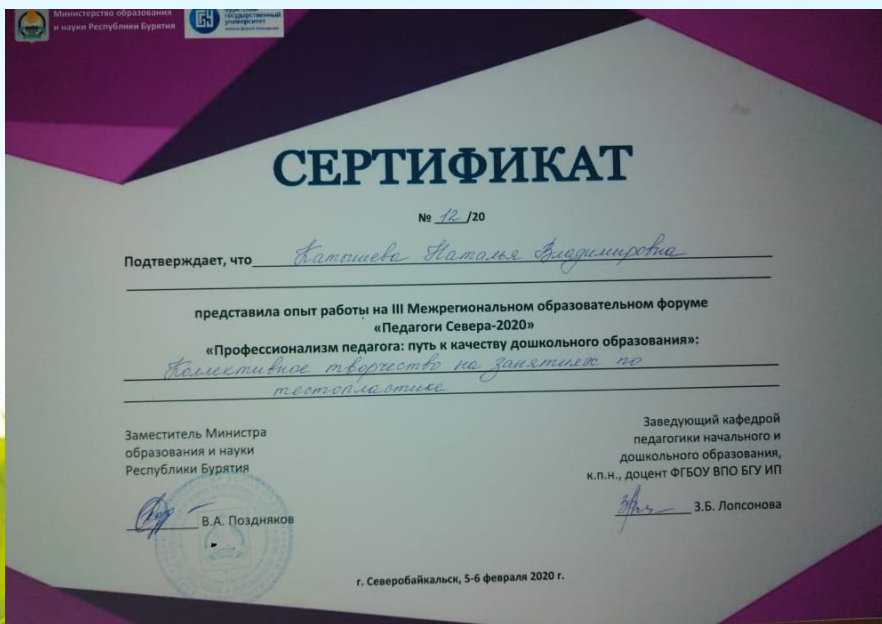 Министерство образования
и науки Республики Бурятия
государственный
университет
СЕРТИФИКАТ
№ 12 /20
Подтверждает, что Катышева Наталья Владимировна
представила опыт работы на III Межрегиональном образовательном форуме
«Педагоги Севера-2020»
«Профессионализм педагога: путь к качеству дошкольного образования»:
Коллективное творчество на занятиях по
тестопластике
Заместитель Министра
образования и науки
Республики Бурятия
В.А. Поздняков
Заведующий кафедрой
педагогики начального и
дошкольного образования,
к.п.н., доцент ФГБОУ ВПО БГУ ИП
З.Б. Лопсонова
г. Северобайкальск, 5-6 февраля 2020 г.